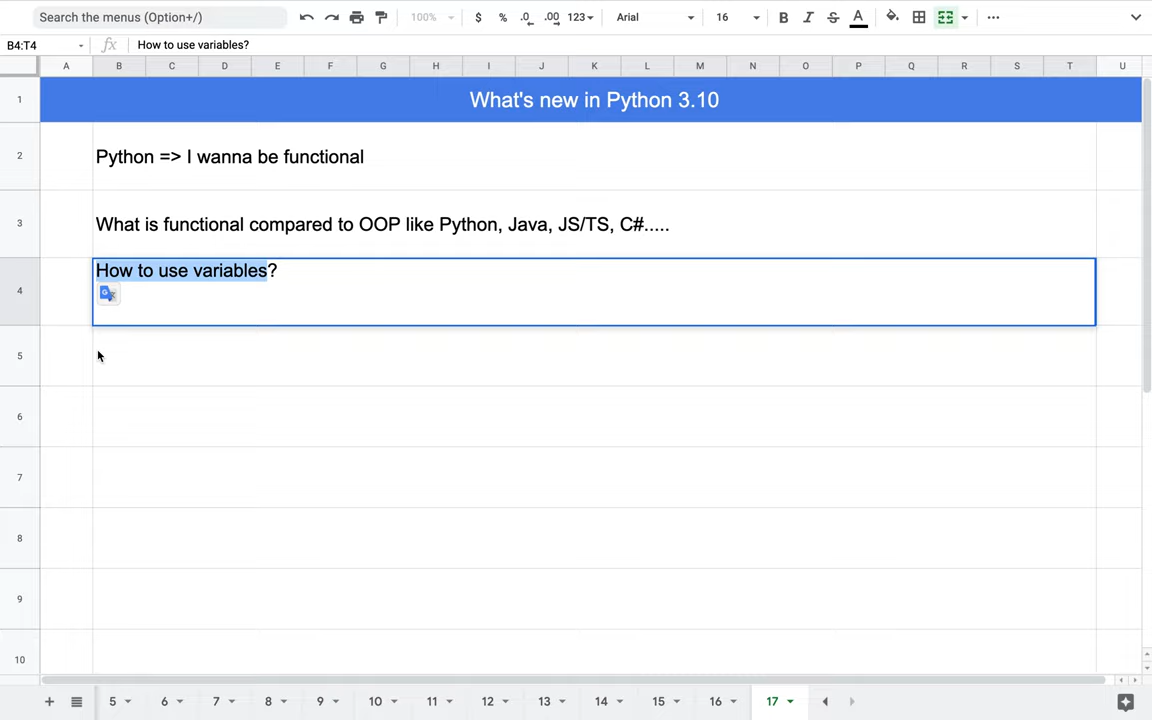 Search the menus (Option+/)
100%
$ % .0 .00 123
Arial
16
B I S A
B4:T4
fx
How to use variables?
A B C D E F G H I J K L M N O P Q R S T U
1 What's new in Python 3.10
2 Python => I wanna be functional
3 What is functional compared to OOP like Python, Java, JS/TS, C#.....
4 How to use variables?
5
6
7
8
9
10
5 6 7 8 9 10 11 12 13 14 15 16 17